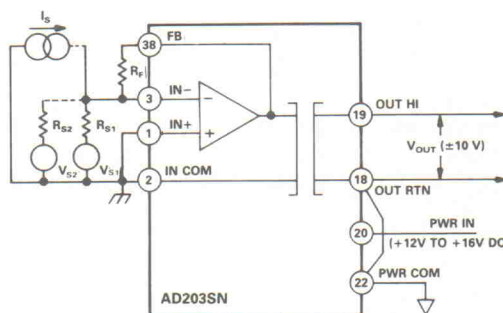 I_S
38
FB
R_F
3
IN–
1
IN+
2
IN COM
R_S2
R_S1
V_S2
V_S1
19
OUT HI
V_OUT (±10 V)
18
OUT RTN
20
PWR IN
(+12V TO +16V DC
22
PWR COM
AD203SN